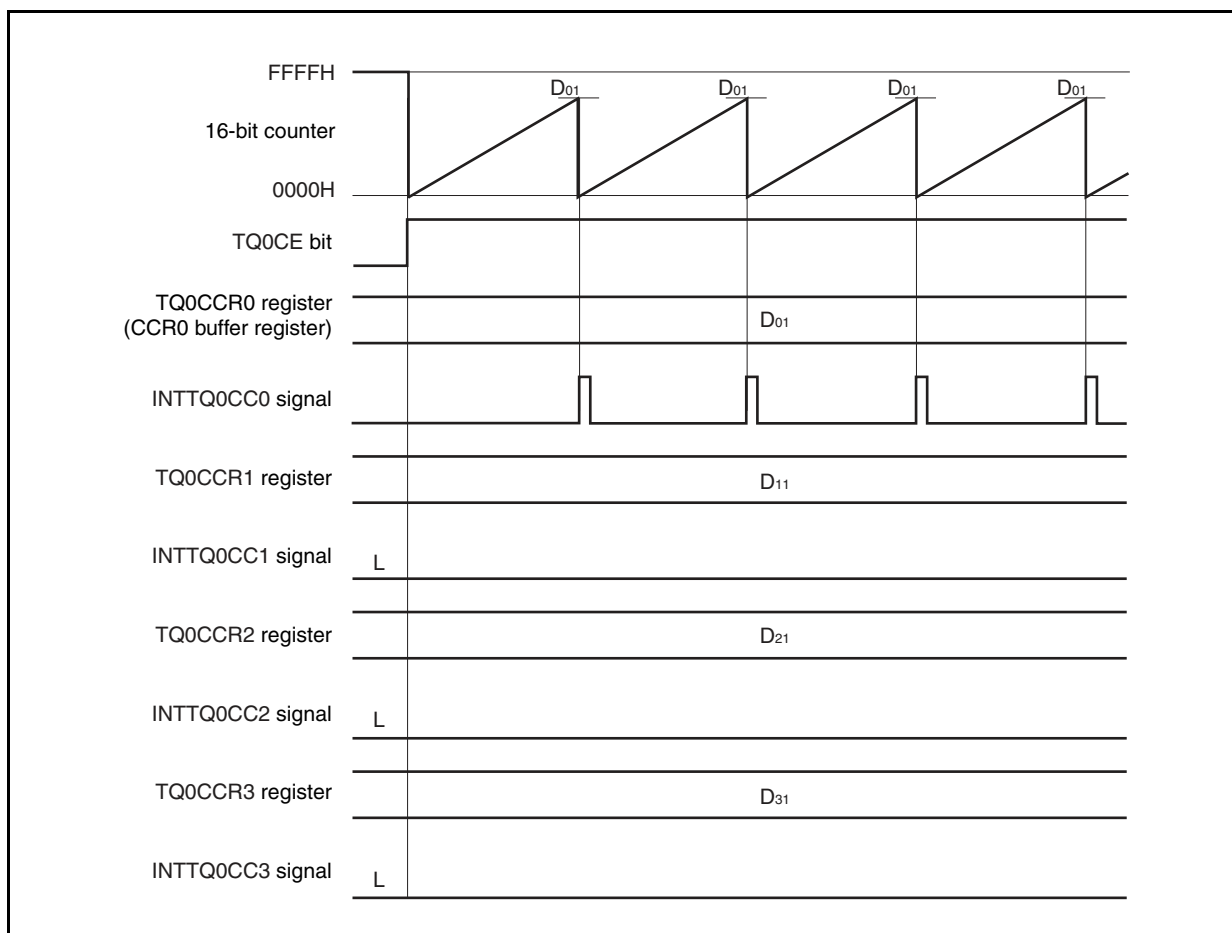 FFFFH
D01 D01 D01 D01
16-bit counter
0000H
TQ0CE bit
TQ0CCR0 register
(CCR0 buffer register)
D01
INTTQ0CC0 signal
TQ0CCR1 register
D11
INTTQ0CC1 signal
L
TQ0CCR2 register
D21
INTTQ0CC2 signal
L
TQ0CCR3 register
D31
INTTQ0CC3 signal
L